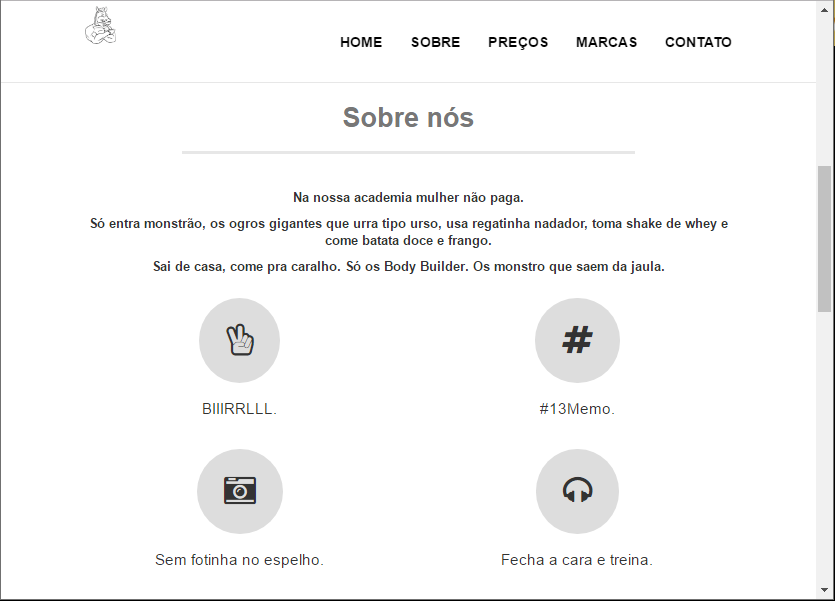 HOME SOBRE PREÇOS MARCAS CONTATO
Sobre nós
Na nossa academia mulher não paga.
Só entra monstrão, os ogros gigantes que urra tipo urso, usa regatinha nadador, toma shake de whey e
come batata doce e frango.
Sai de casa, come pra caralho. Só os Body Builder. Os monstro que saem da jaula.
BIIIRRLLL.
#13Memo.
Sem fotinha no espelho.
Fecha a cara e treina.